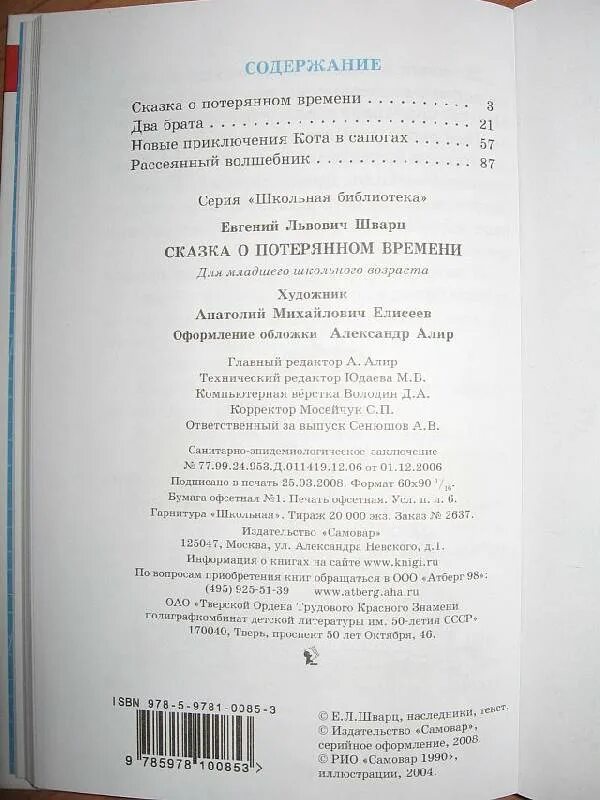 СОДЕРЖАНИЕ
Сказка о потерянном времени . . . . . . . . . . 3
Два брата . . . . . . . . . . . . . . . . . . . . . . . . 21
Новые приключения Кота в сапогах . . . . . . 57
Рассеянный волшебник . . . . . . . . . . . . . . . 87
Серия «Школьная библиотека»
Евгений Львович Шварц
СКАЗКА О ПОТЕРЯННОМ ВРЕМЕНИ
Для младшего школьного возраста
Художник
Анатолий Михайлович Елисеев
Оформление обложки Александр Алир
Главный редактор А. Алир
Технический редактор Юдаева М.В.
Компьютерная вёрстка Володин Д.А.
Корректор Мосейчук С.П.
Ответственный за выпуск Сенюшов А.В.
Санитарно-эпидемиологическое заключение
№ 77.99.24.953.Д.011419.12.06 от 01.12.2006
Подписано в печать 25.03.2008. Формат 60x90 1/16.
Бумага офсетная №1. Печать офсетная. Усл. п. л. 6.
Гарнитура «Школьная». Тираж 20 000 экз. Заказ № 2637.
Издательство «Самовар»
125047, Москва, ул. Александра Невского, д.1.
Информация о книгах на сайте www.knigi.ru
По вопросам приобретения книг обращаться в ООО «Атберг 98»:
(495) 925-51-39 www.atberg.aha.ru
ОАО «Тверской Ордена Трудового Красного Знамени
полиграфкомбинат детской литературы им. 50-летия СССР»
170040, Тверь, проспект 50 лет Октября, 46.
ISBN 978-5-9781-0085-3
9 785978 100853 >
© Е.Л.Шварц, наследники, текст.
© Издательство «Самовар»,
серийное оформление, 2008.
© РИО «Самовар 1990»,
иллюстрации, 2004.